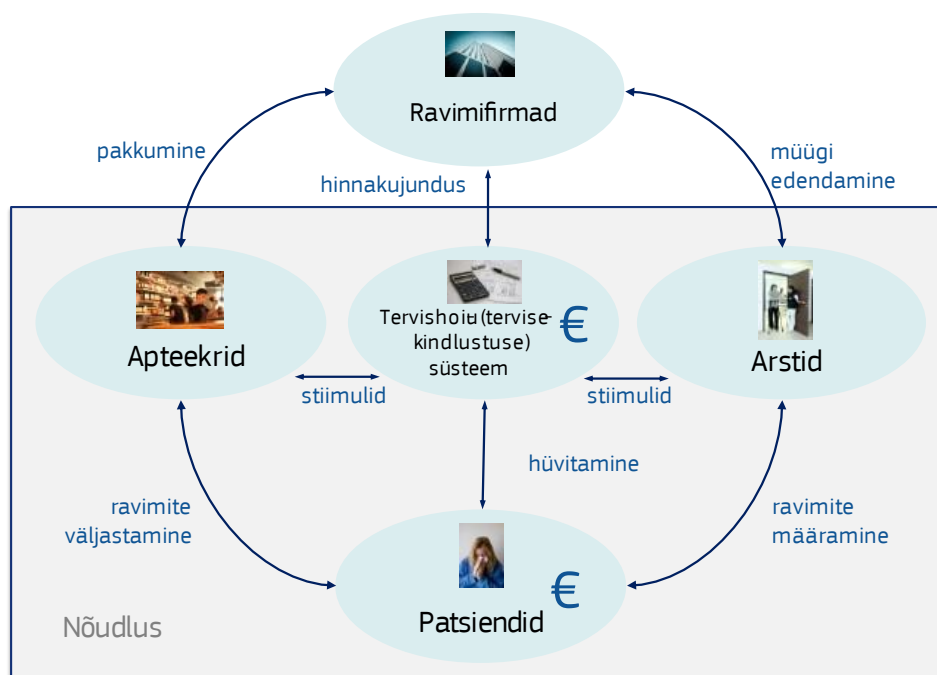 Ravimifirmad
pakkumine
hinnakujundus
müügi
edendamine
Apteekrid
Tervishoiu (tervise-
kindlustuse)
süsteem
€
Arstid
stiimulid
stiimulid
hüvitamine
ravimite
väljastamine
ravimite
määramine
Patsiendid
€
Nõudlus